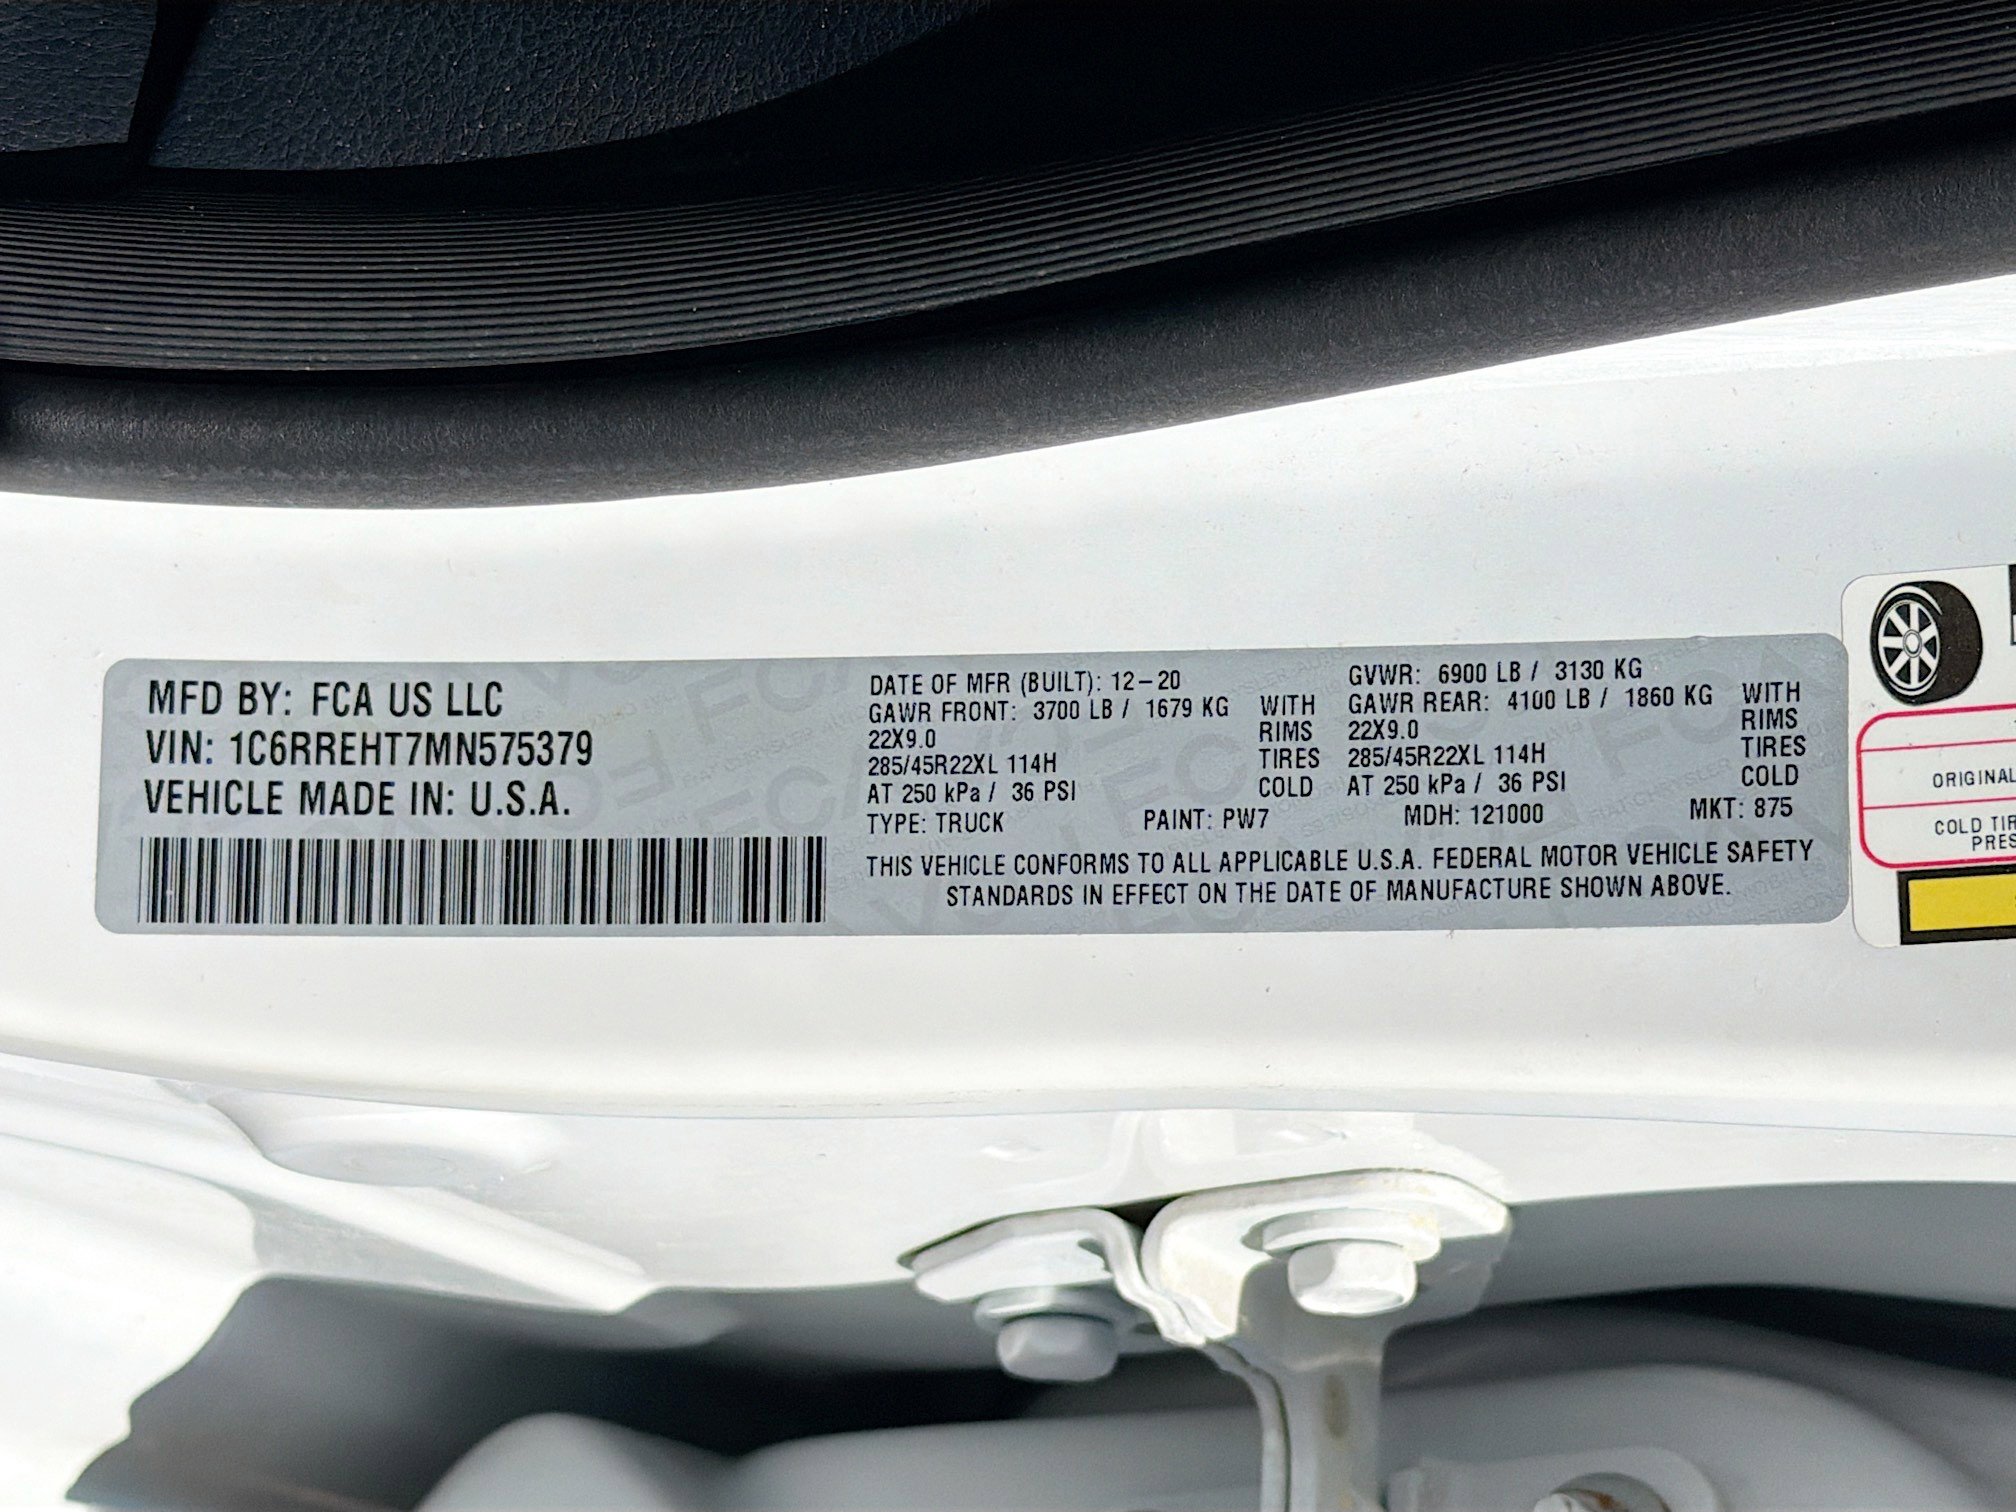 MFD BY: FCA US LLC
VIN: 1C6RREHT7MN575379
VEHICLE MADE IN: U.S.A.
DATE OF MFR (BUILT): 12-20 GVWR: 6900 LB / 3130 KG
GAWR FRONT: 3700 LB / 1679 KG WITH GAWR REAR: 4100 LB / 1860 KG WITH
22X9.0 RIMS 22X9.0 RIMS
285/45R22XL 114H TIRES 285/45R22XL 114H TIRES
AT 250 kPa / 36 PSI COLD AT 250 kPa / 36 PSI COLD
TYPE: TRUCK PAINT: PW7 MDH: 121000 MKT: 875
THIS VEHICLE CONFORMS TO ALL APPLICABLE U.S.A. FEDERAL MOTOR VEHICLE SAFETY
STANDARDS IN EFFECT ON THE DATE OF MANUFACTURE SHOWN ABOVE.
ORIGINAL
COLD TIR
PRES